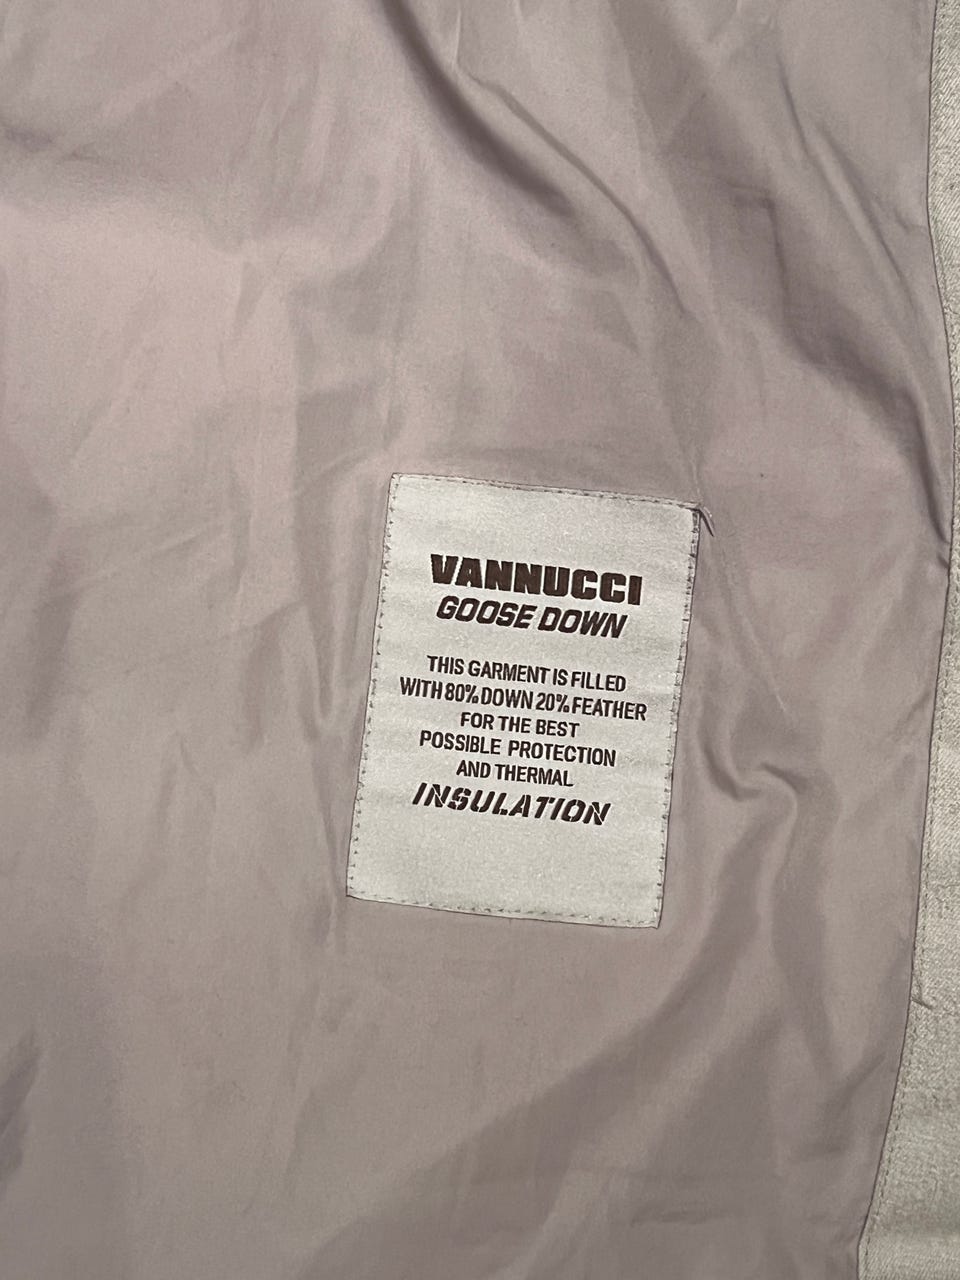 VANNUCCI
GOOSE DOWN
THIS GARMENT IS FILLED
WITH 80% DOWN 20% FEATHER
FOR THE BEST
POSSIBLE PROTECTION
AND THERMAL
INSULATION